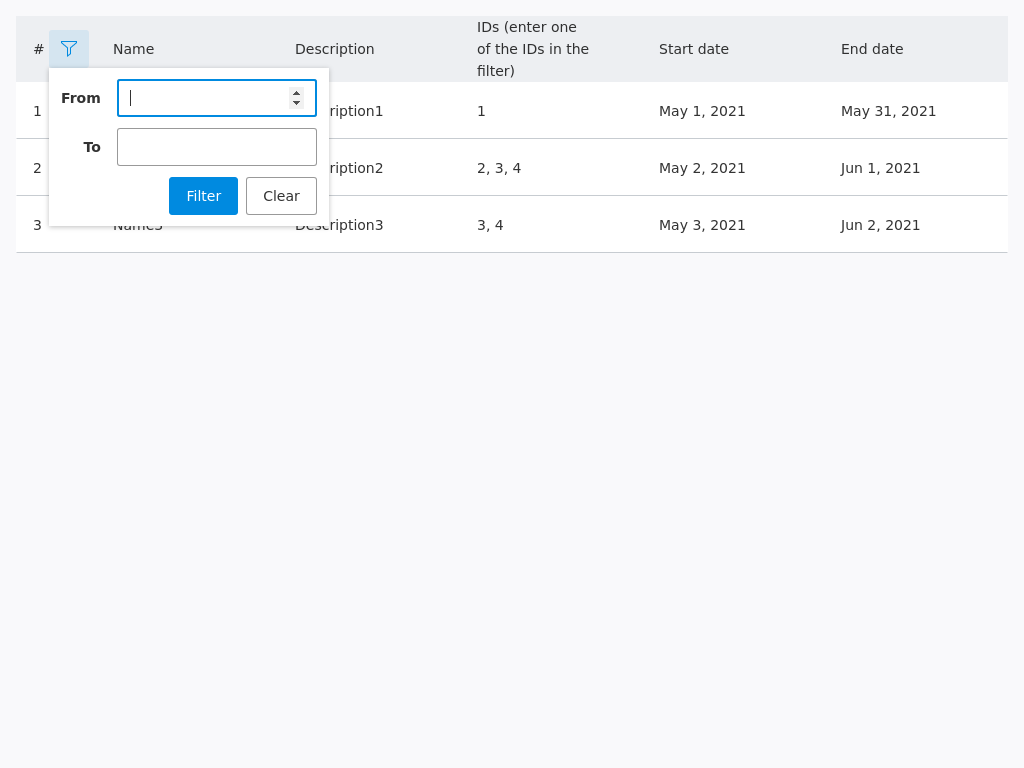 # Name Description IDs (enter one of the IDs in the filter) Start date End date
From
To
Filter Clear
1 ription1 1 May 1, 2021 May 31, 2021
2 ription2 2, 3, 4 May 2, 2021 Jun 1, 2021
3 Name3 Description3 3, 4 May 3, 2021 Jun 2, 2021